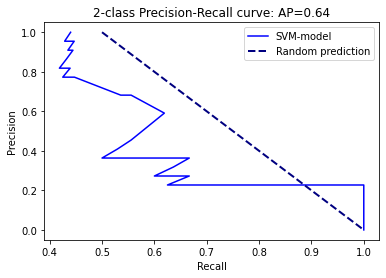 2-class Precision-Recall curve: AP=0.64
SVM-model
Random prediction
Precision
1.0
0.8
0.6
0.4
0.2
0.0
0.4 0.5 0.6 0.7 0.8 0.9 1.0
Recall